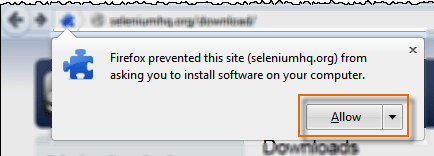 seleniumhq.org/download/
Firefox prevented this site (seleniumhq.org) from
asking you to install software on your computer.
Allow
Downloads